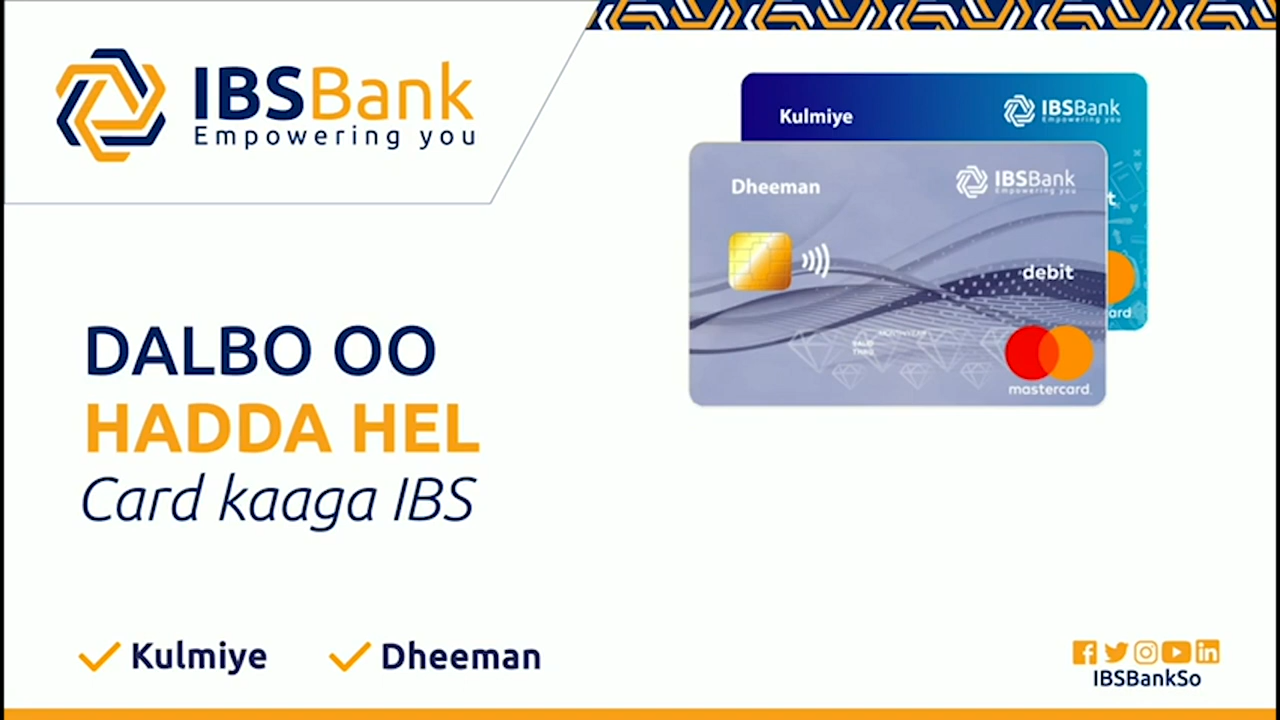 IBSBank
Empowering you
Kulmiye
IBSBank
Empowering you
Dheeman
IBSBank
Empowering you
t
debit
ard
mastercard.
DALBO OO
HADDA HEL
Card kaaga IBS
Kulmiye
Dheeman
IBSBankSo